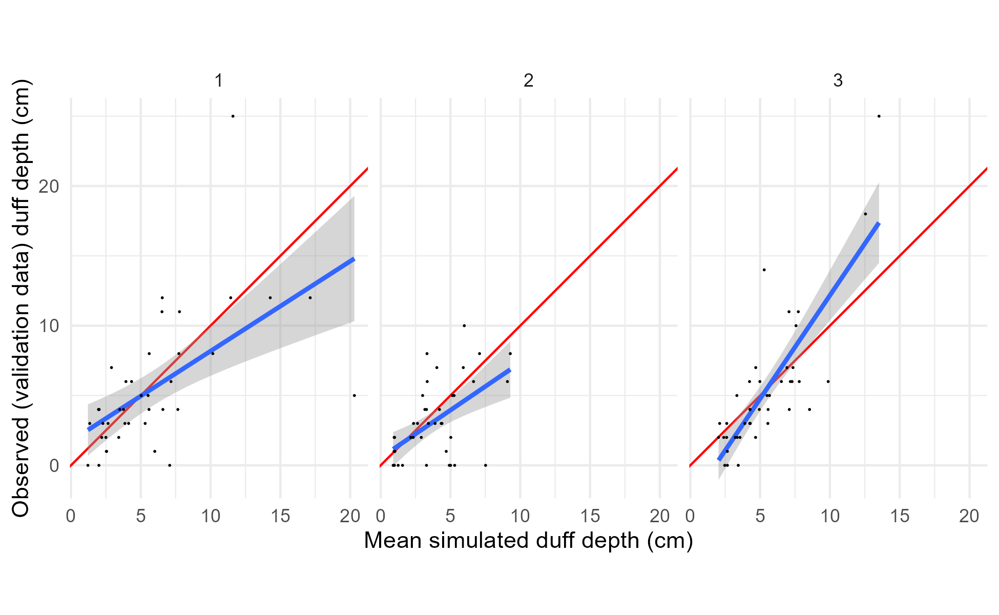 1 2 3
Observed (validation data) duff depth (cm)
20
10
0
0 5 10 15 20 0 5 10 15 20 0 5 10 15 20
Mean simulated duff depth (cm)